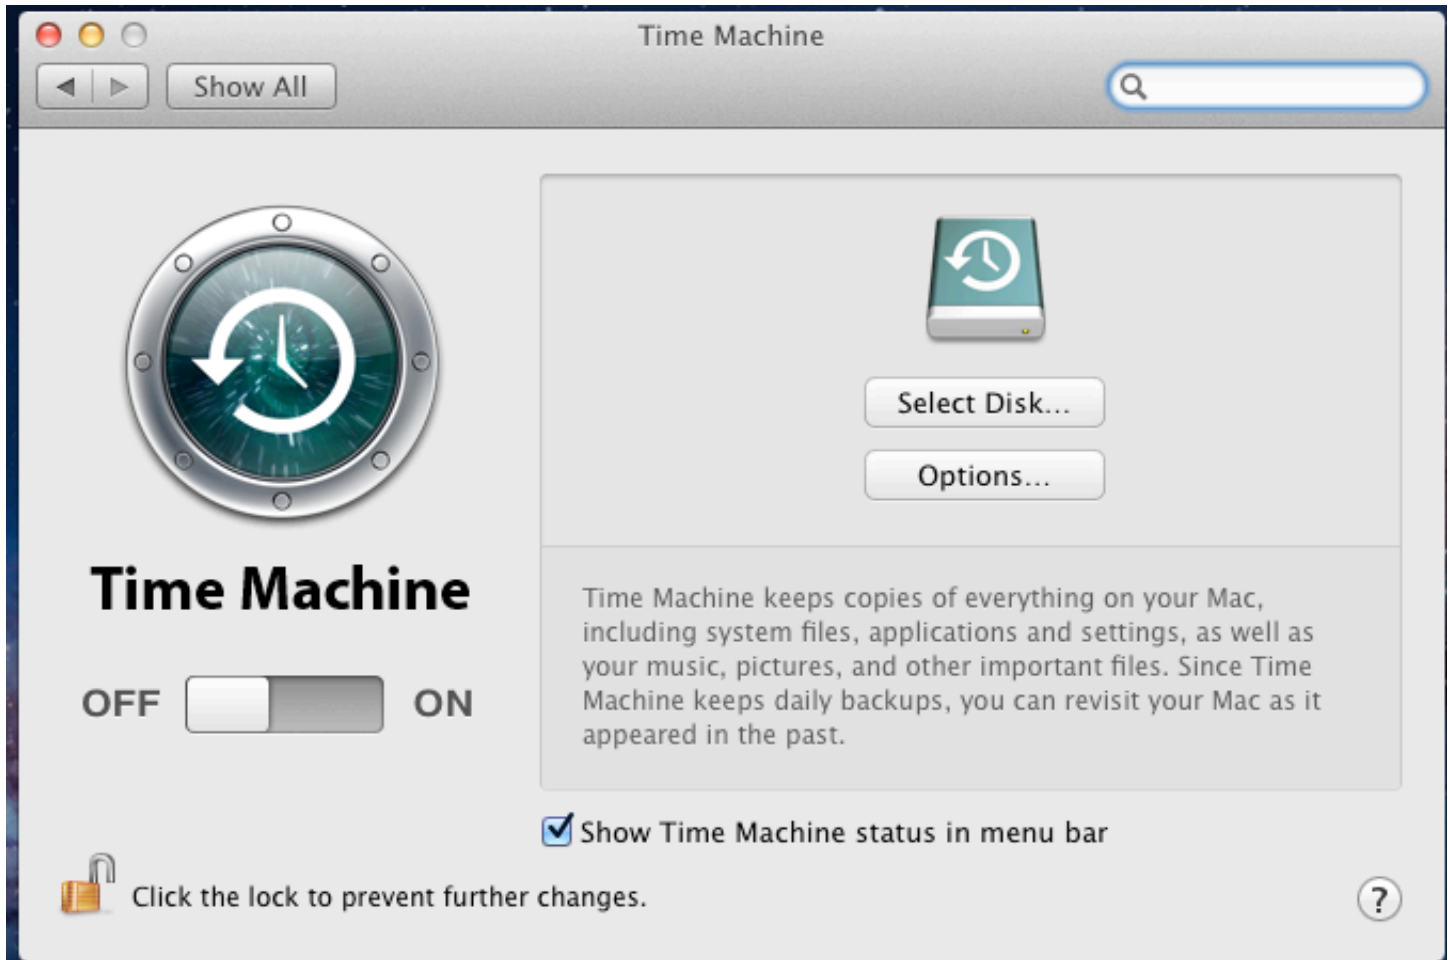 Time Machine
Show All
Select Disk...
Options...
Time Machine
OFF ON
Time Machine keeps copies of everything on your Mac,
including system files, applications and settings, as well as
your music, pictures, and other important files. Since Time
Machine keeps daily backups, you can revisit your Mac as it
appeared in the past.
Show Time Machine status in menu bar
Click the lock to prevent further changes.
?